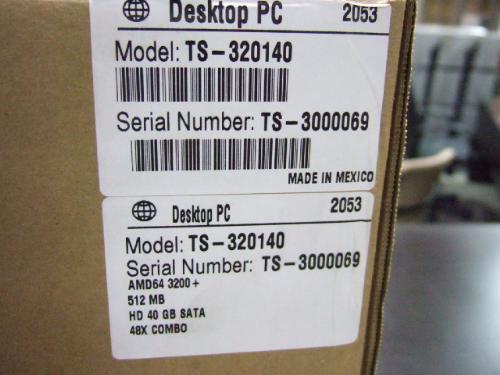 Desktop PC 2053
Model: TS-320140
Serial Number: TS-3000069
MADE IN MEXICO
Desktop PC 2053
Model: TS-320140
Serial Number: TS-3000069
AMD64 3200+
512 MB
HD 40 GB SATA
48X COMBO